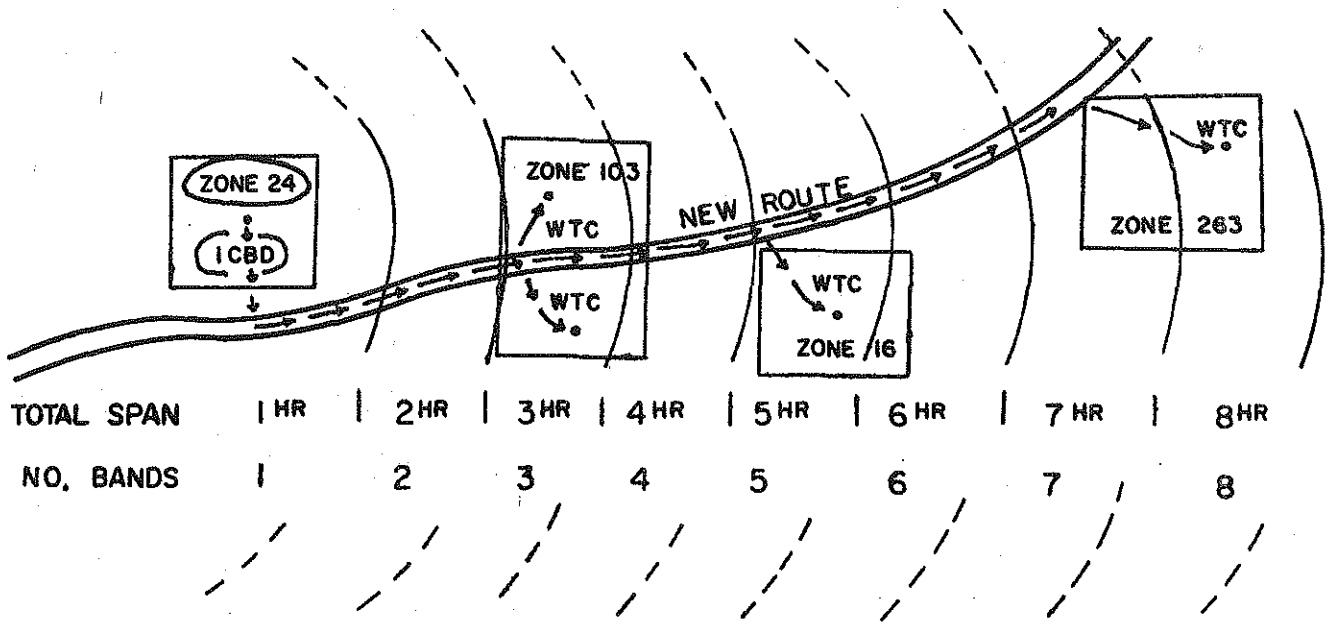 ZONE 24
1 CBD
ZONE 103
WTC
WTC
NEW ROUTE
WTC
ZONE 16
WTC
ZONE 263
TOTAL SPAN 1 HR | 2 HR | 3 HR | 4 HR | 5 HR | 6 HR | 7 HR | 8 HR
NO. BANDS 1 2 3 4 5 6 7 8